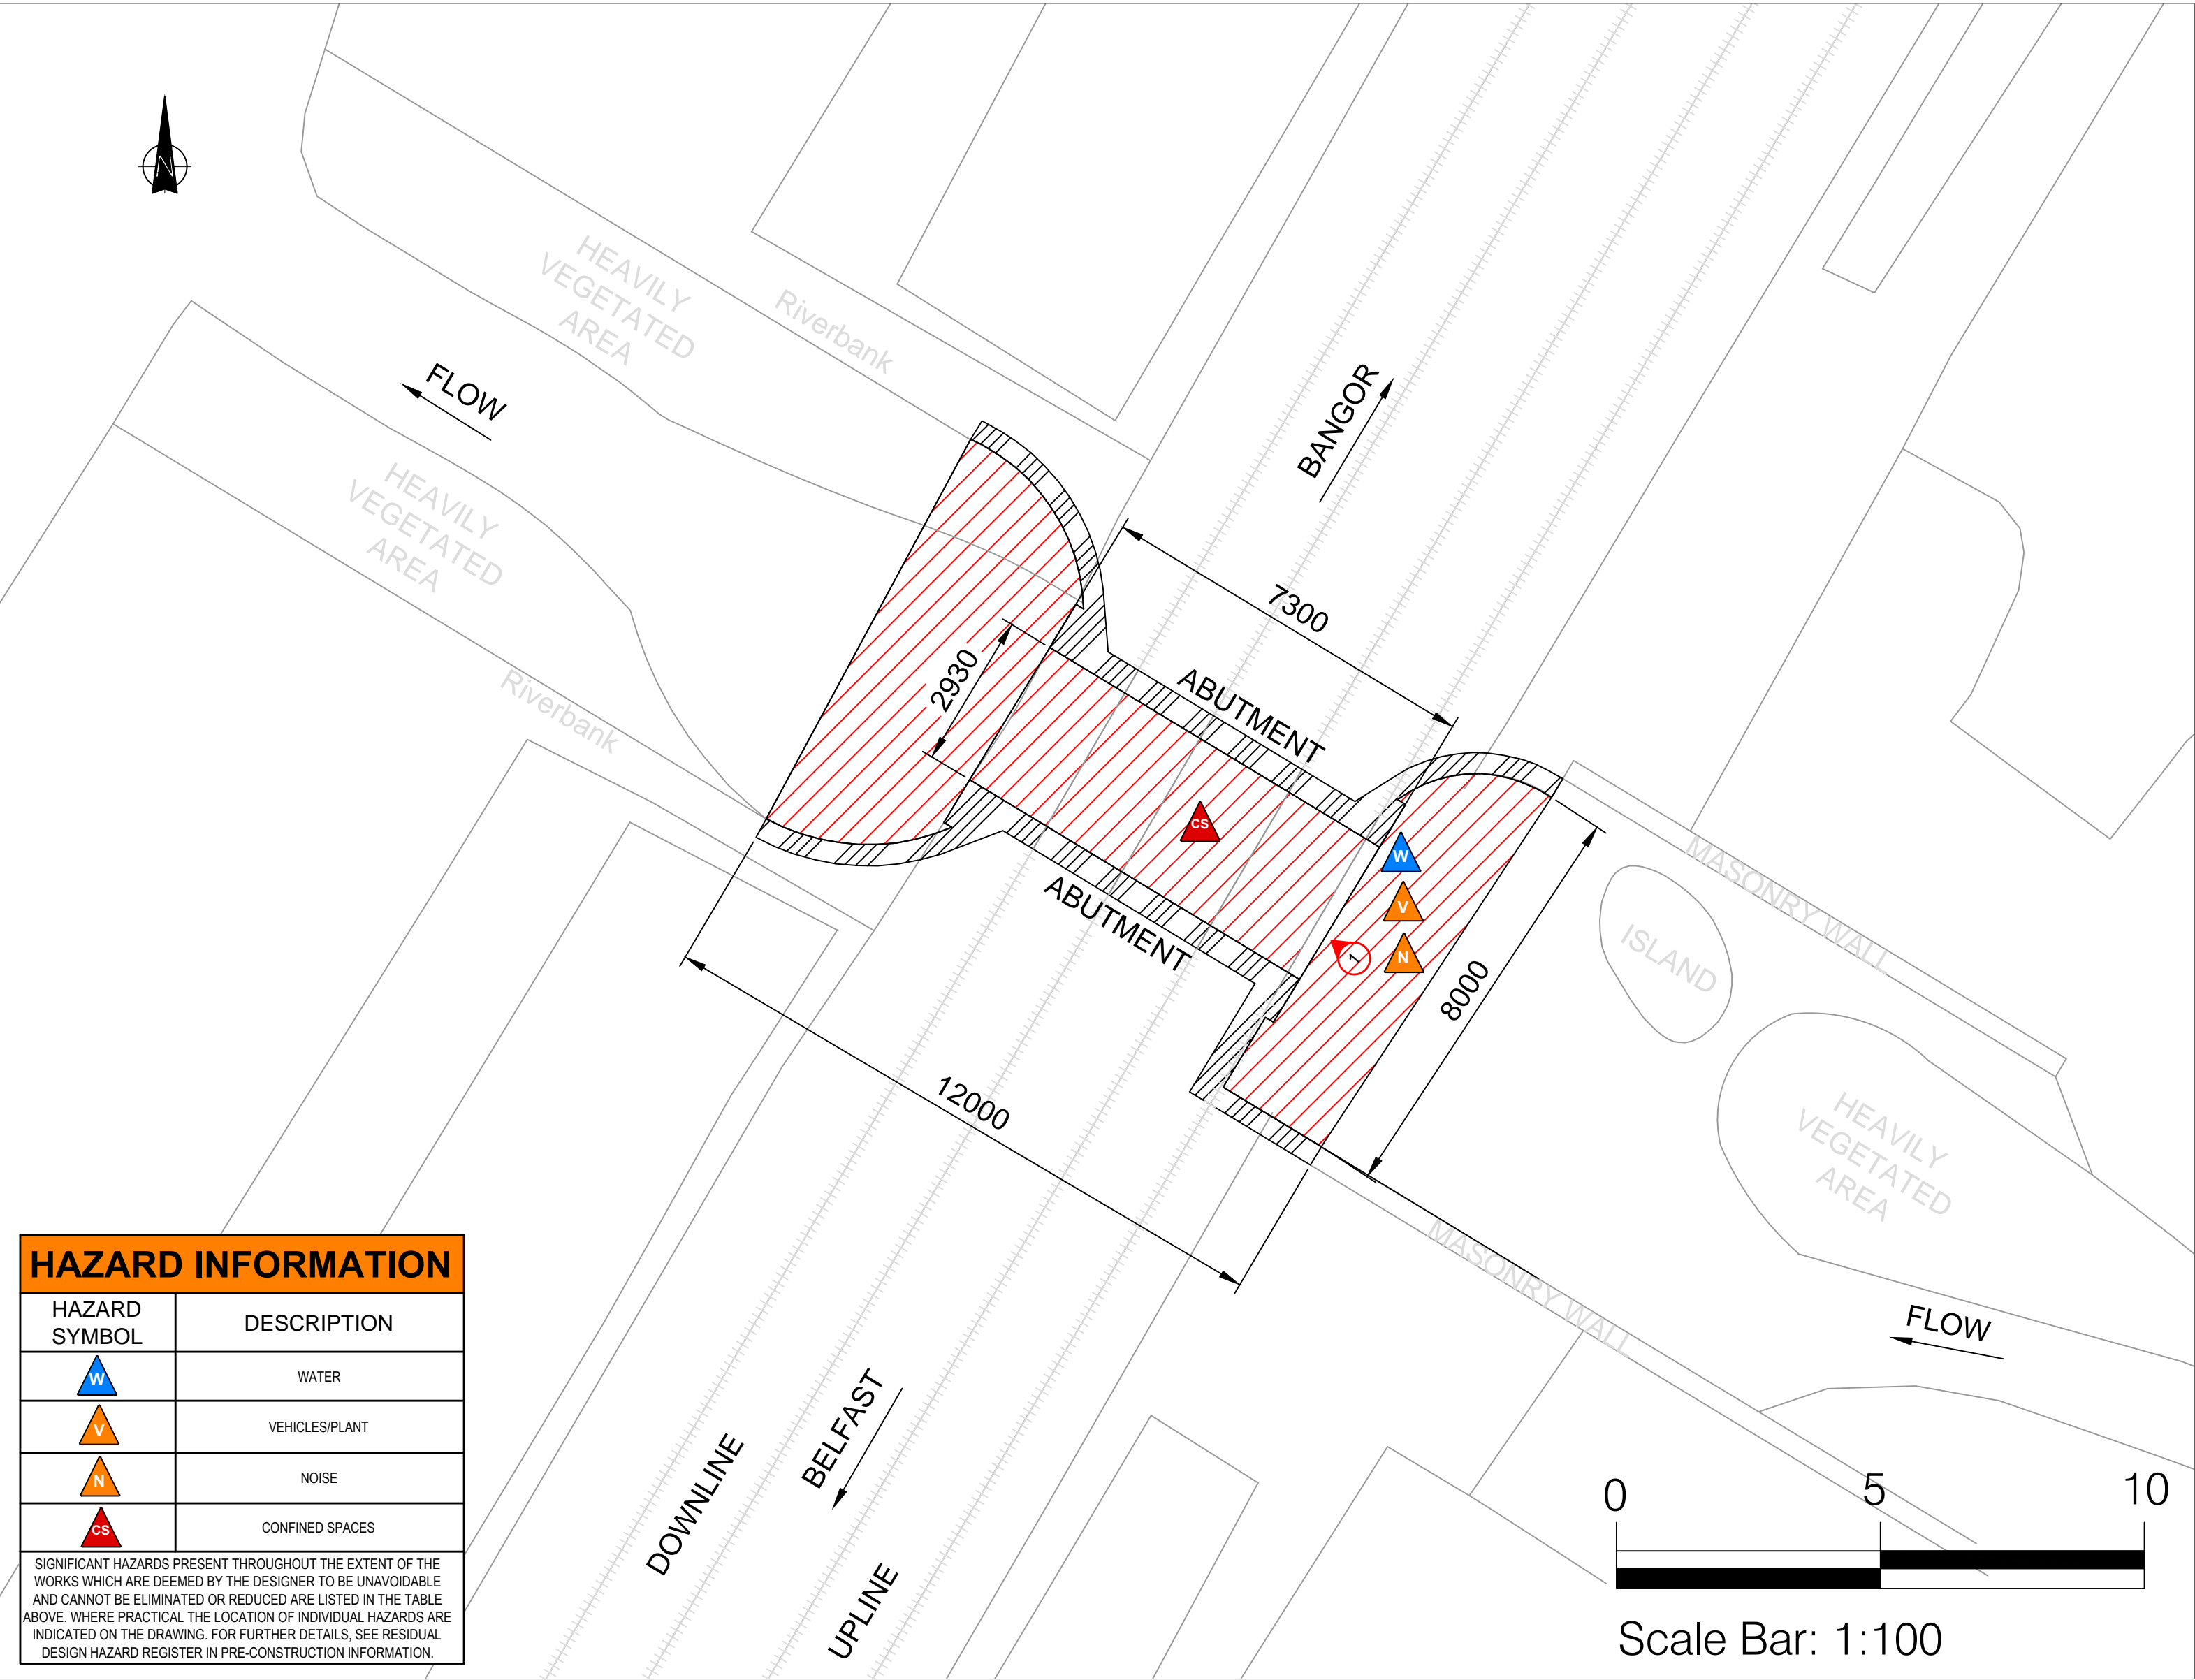 N
HEAVILY
VEGETATED
AREA
Riverbank
FLOW
HEAVILY
VEGETATED
AREA
Riverbank
BANGOR
7300
2930
ABUTMENT
CS
W
V
N
1
ABUTMENT
8000
MASONRY WALL
ISLAND
HEAVILY
VEGETATED
AREA
12000
MASONRY WALL
FLOW
BELFAST
DOWNLINE
UPLINE
HAZARD INFORMATION
HAZARD
SYMBOL
DESCRIPTION
W
WATER
V
VEHICLES/PLANT
N
NOISE
CS
CONFINED SPACES
SIGNIFICANT HAZARDS PRESENT THROUGHOUT THE EXTENT OF THE
WORKS WHICH ARE DEEMED BY THE DESIGNER TO BE UNAVOIDABLE
AND CANNOT BE ELIMINATED OR REDUCED ARE LISTED IN THE TABLE
ABOVE. WHERE PRACTICAL THE LOCATION OF INDIVIDUAL HAZARDS ARE
INDICATED ON THE DRAWING. FOR FURTHER DETAILS, SEE RESIDUAL
DESIGN HAZARD REGISTER IN PRE-CONSTRUCTION INFORMATION.
0 5 10
Scale Bar: 1:100